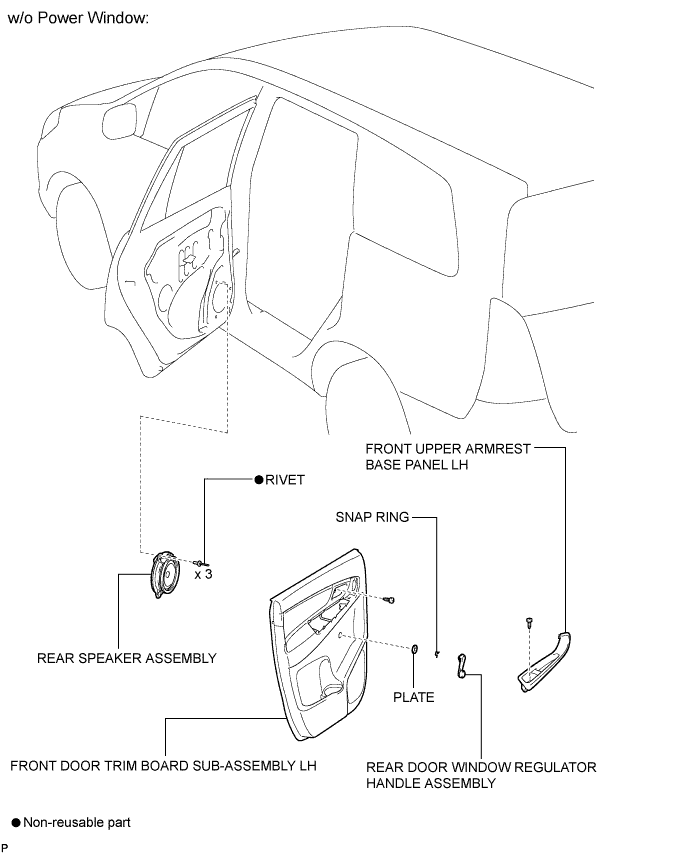 w/o Power Window:
FRONT UPPER ARMREST
BASE PANEL LH
●RIVET
SNAP RING
x 3
REAR SPEAKER ASSEMBLY
PLATE
FRONT DOOR TRIM BOARD SUB-ASSEMBLY LH
REAR DOOR WINDOW REGULATOR
HANDLE ASSEMBLY
● Non-reusable part
P